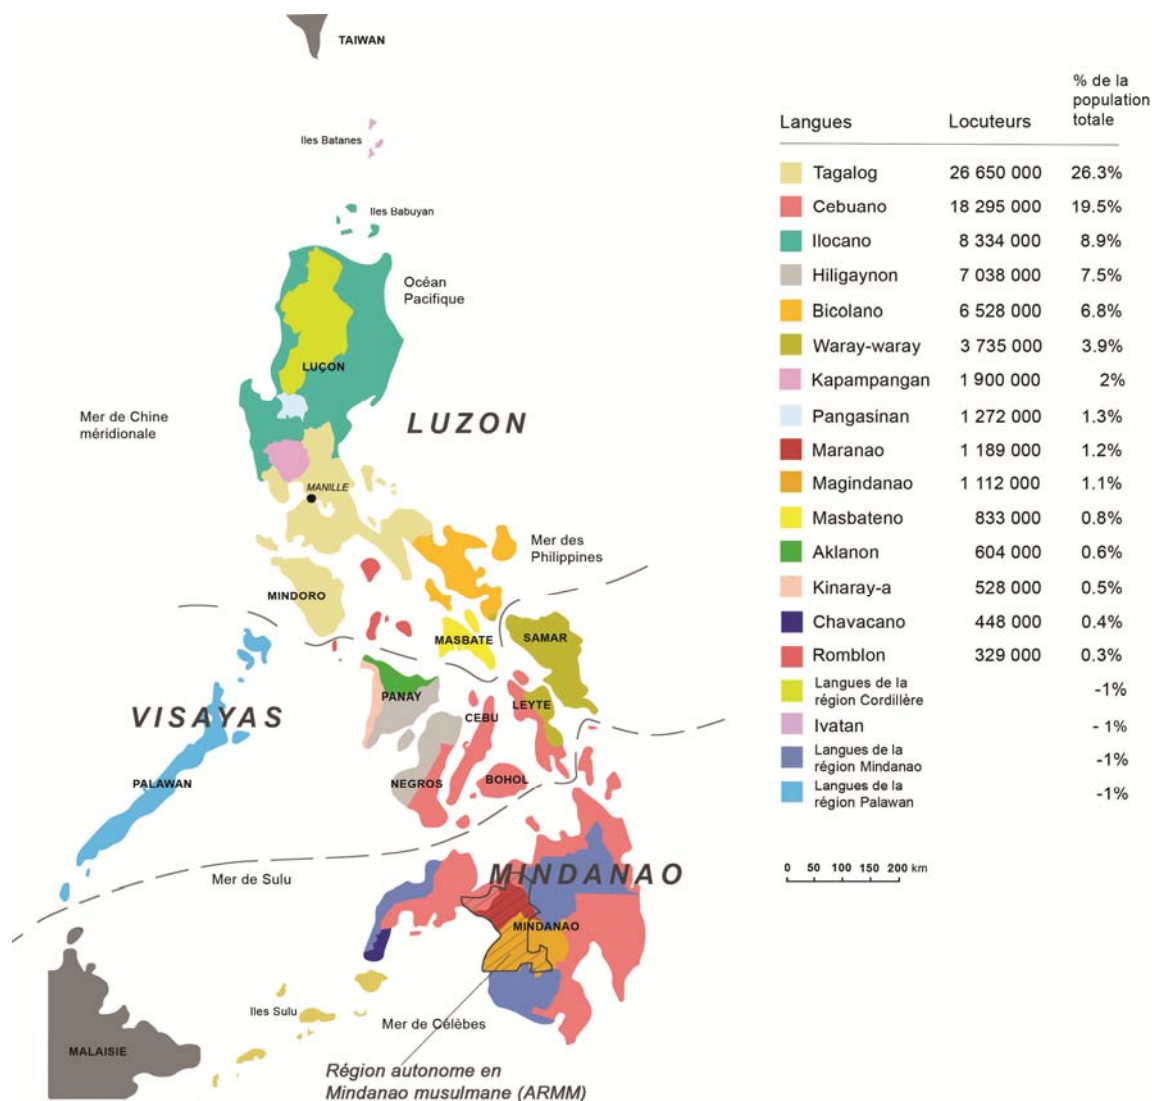 TAIWAN
Iles Batanes
Iles Babuyan
Océan
Pacifique
LUÇON
Mer de Chine
méridionale
LUZON
MANILLE
Mer des
Philippines
MINDORO
MASBATE
SAMAR
PANAY
CEBU
LEYTE
VISAYAS
PALAWAN
NEGROS
BOHOL
Mer de Sulu
MINDANAO
MINDANAO
Iles Sulu
Mer de Célèbes
MALAISIE
Région autonome en
Mindanao musulmane (ARMM)
Langues Locuteurs % de la
population
totale
Tagalog 26 650 000 26.3%
Cebuano 18 295 000 19.5%
Ilocano 8 334 000 8.9%
Hiligaynon 7 038 000 7.5%
Bicolano 6 528 000 6.8%
Waray-waray 3 735 000 3.9%
Kapampangan 1 900 000 2%
Pangasinan 1 272 000 1.3%
Maranao 1 189 000 1.2%
Magindanao 1 112 000 1.1%
Masbateno 833 000 0.8%
Aklanon 604 000 0.6%
Kinaray-a 528 000 0.5%
Chavacano 448 000 0.4%
Romblon 329 000 0.3%
Langues de la
région Cordillère -1%
Ivatan - 1%
Langues de la
région Mindanao -1%
Langues de la
région Palawan -1%
0 50 100 150 200 km